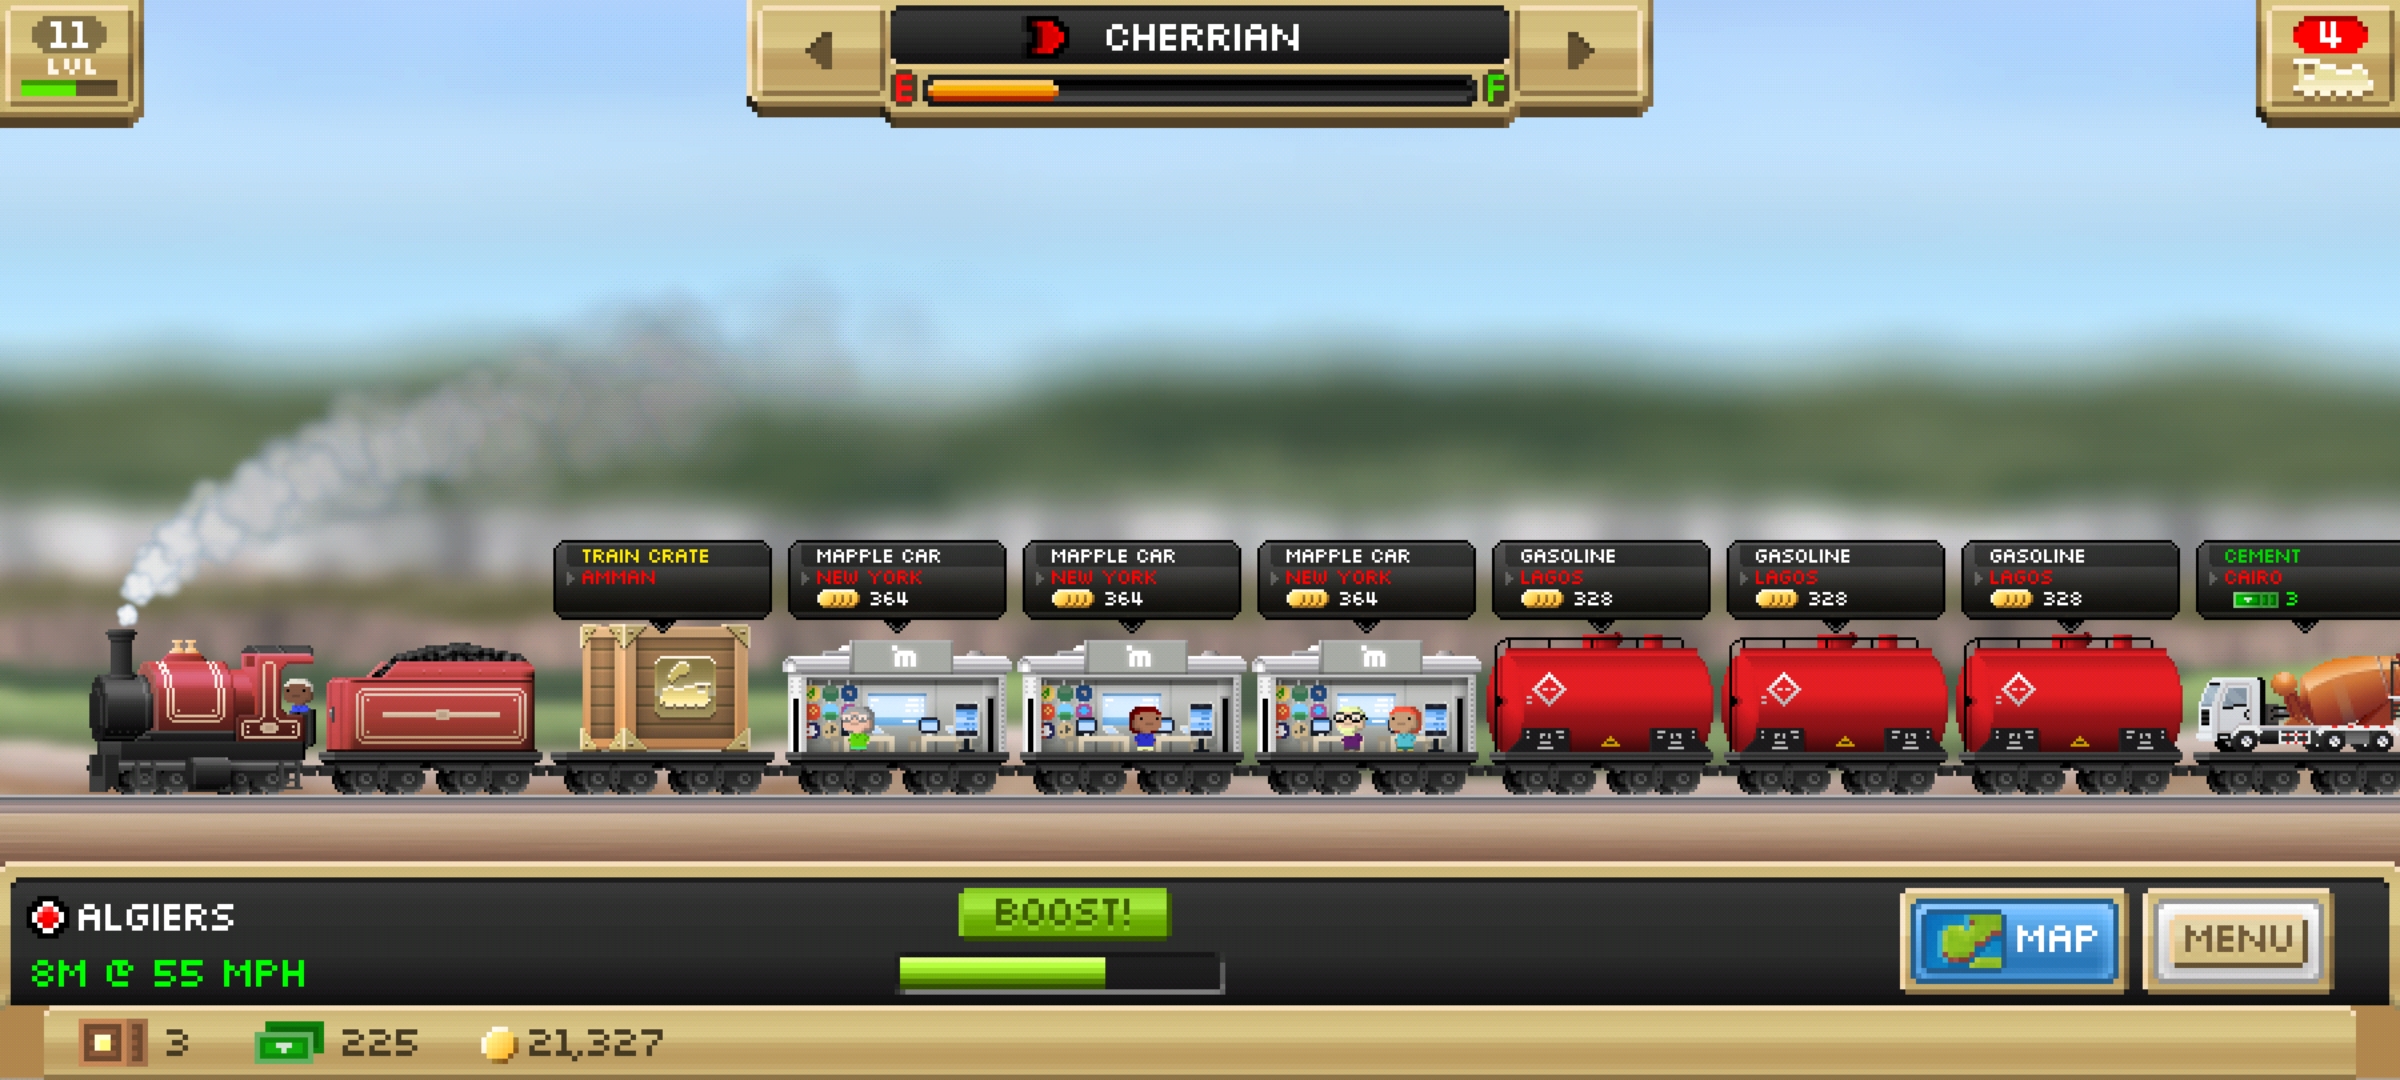 11
LVL
CHERRIAN
E
F
4
TRAIN CRATE
AMMAN
MAPPLE CAR
NEW YORK
364
MAPPLE CAR
NEW YORK
364
MAPPLE CAR
NEW YORK
364
GASOLINE
LAGOS
328
GASOLINE
LAGOS
328
GASOLINE
LAGOS
328
CEMENT
CAIRO
3
m
m
m
ALGIERS
8M @ 55 MPH
BOOST!
MAP
MENU
3
225
21,327